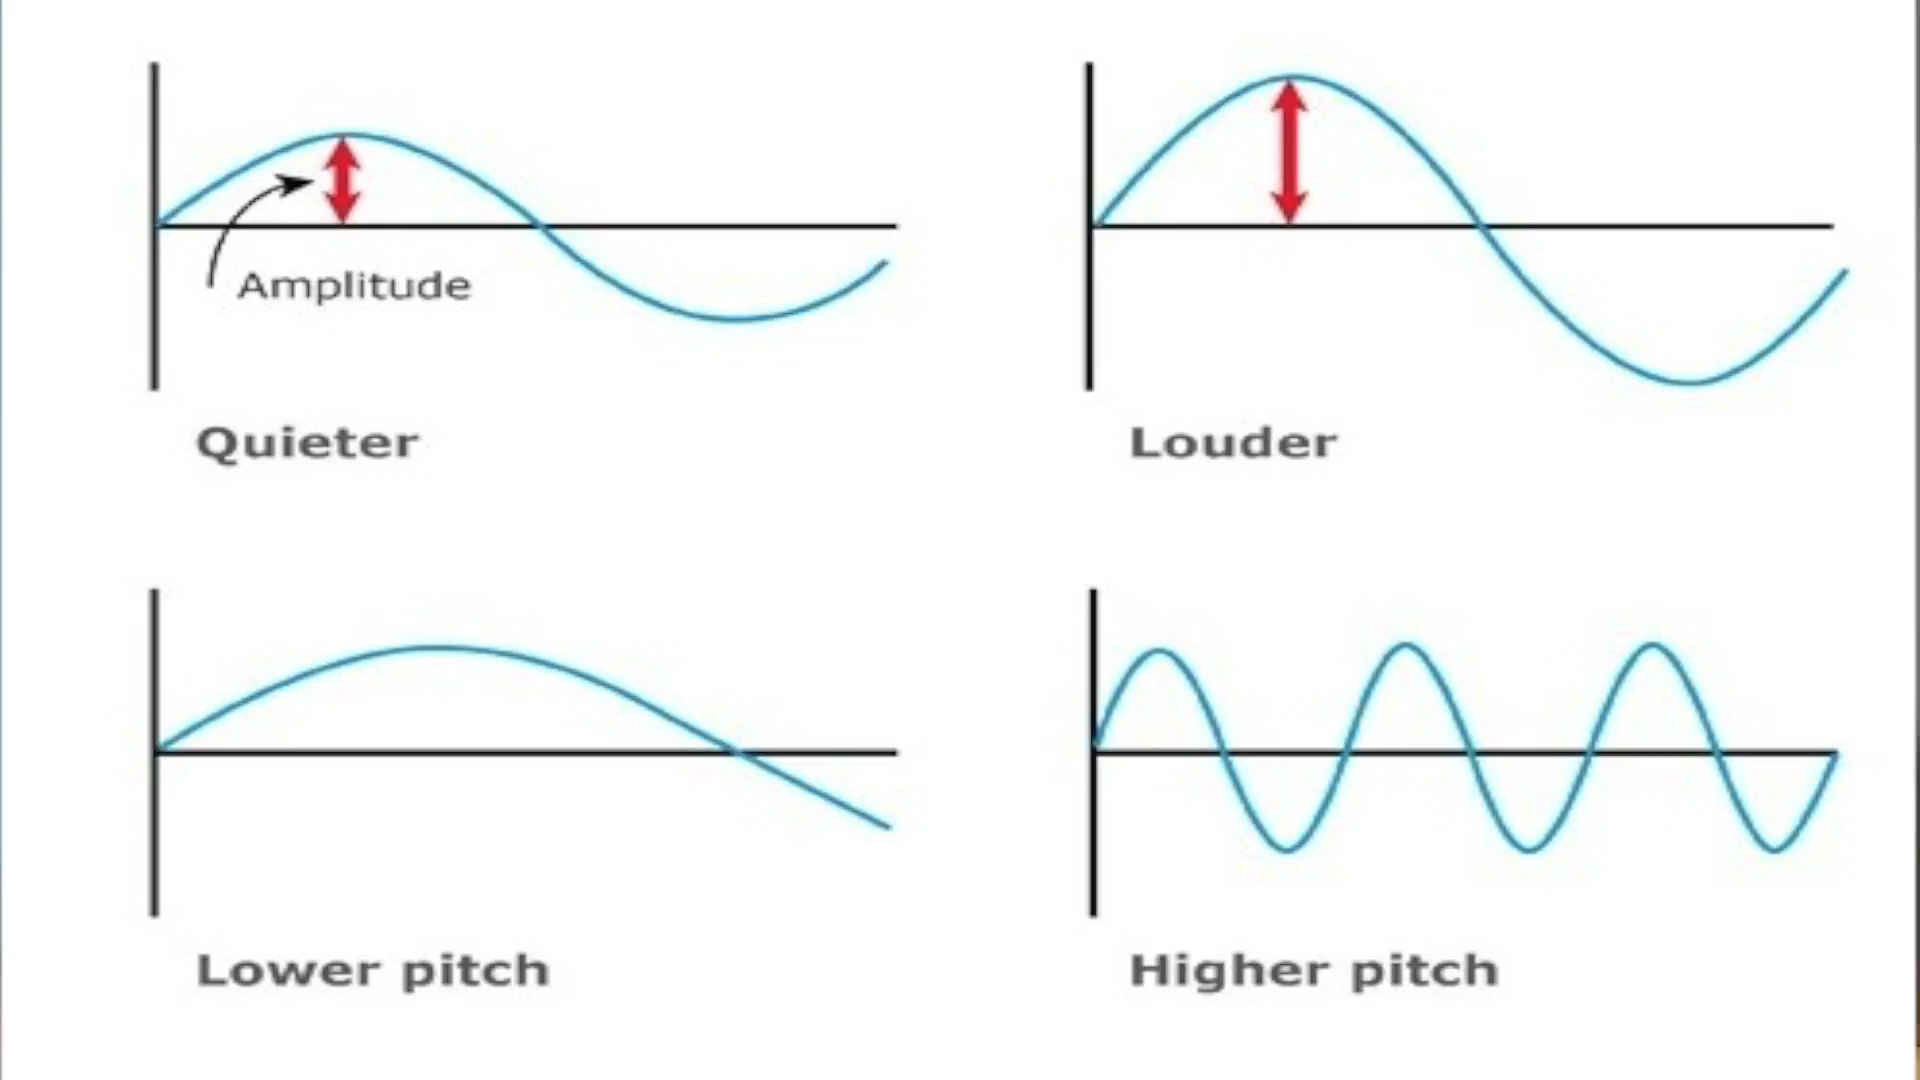 Amplitude
Quieter
Louder
Lower pitch
Higher pitch